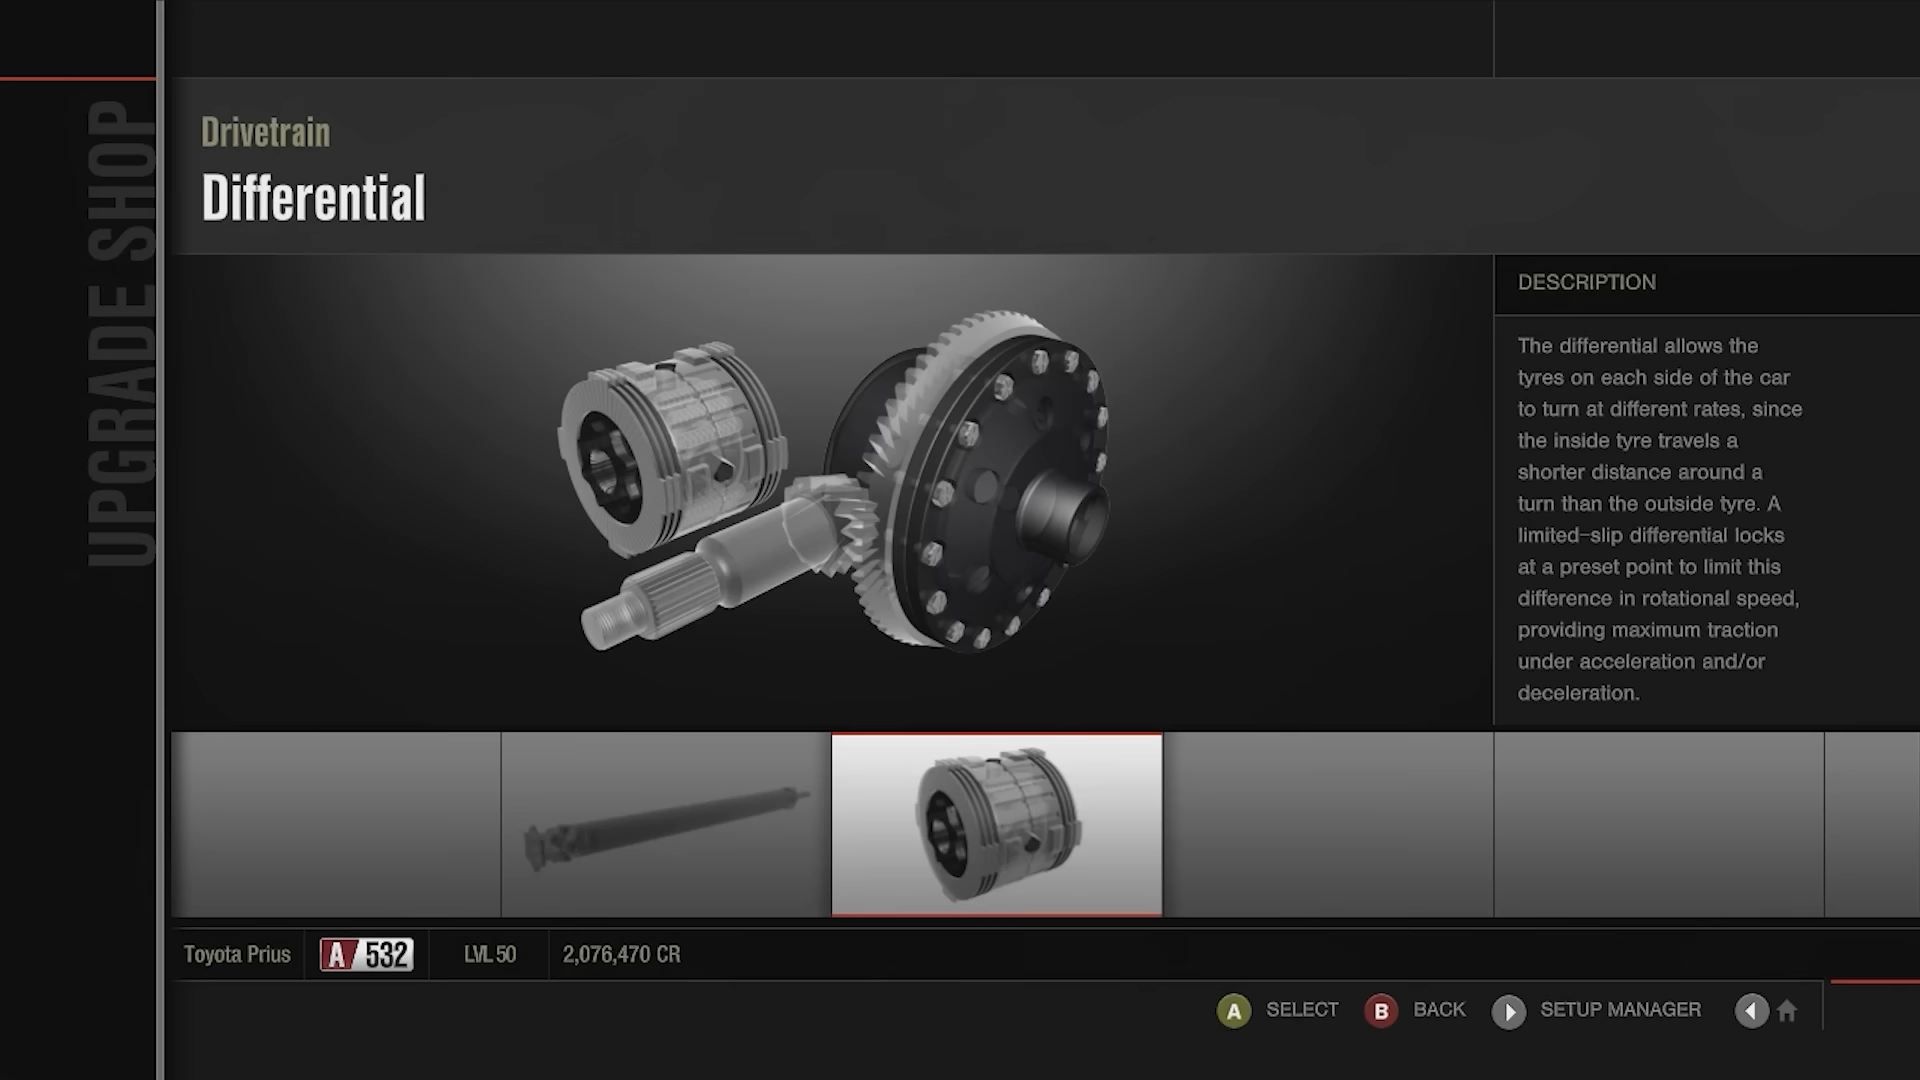 UPGRADE SHOP
Drivetrain
Differential
DESCRIPTION
The differential allows the
tyres on each side of the car
to turn at different rates, since
the inside tyre travels a
shorter distance around a
turn than the outside tyre. A
limited-slip differential locks
at a preset point to limit this
difference in rotational speed,
providing maximum traction
under acceleration and/or
deceleration.
Toyota Prius A 532 LVL 50 2,076,470 CR
A SELECT B BACK SETUP MANAGER